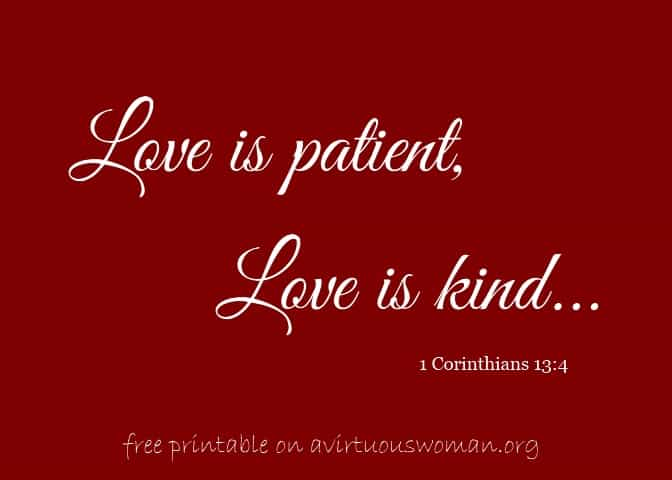 Love is patient,
Love is kind...
1 Corinthians 13:4
free printable on avirtuouswoman.org